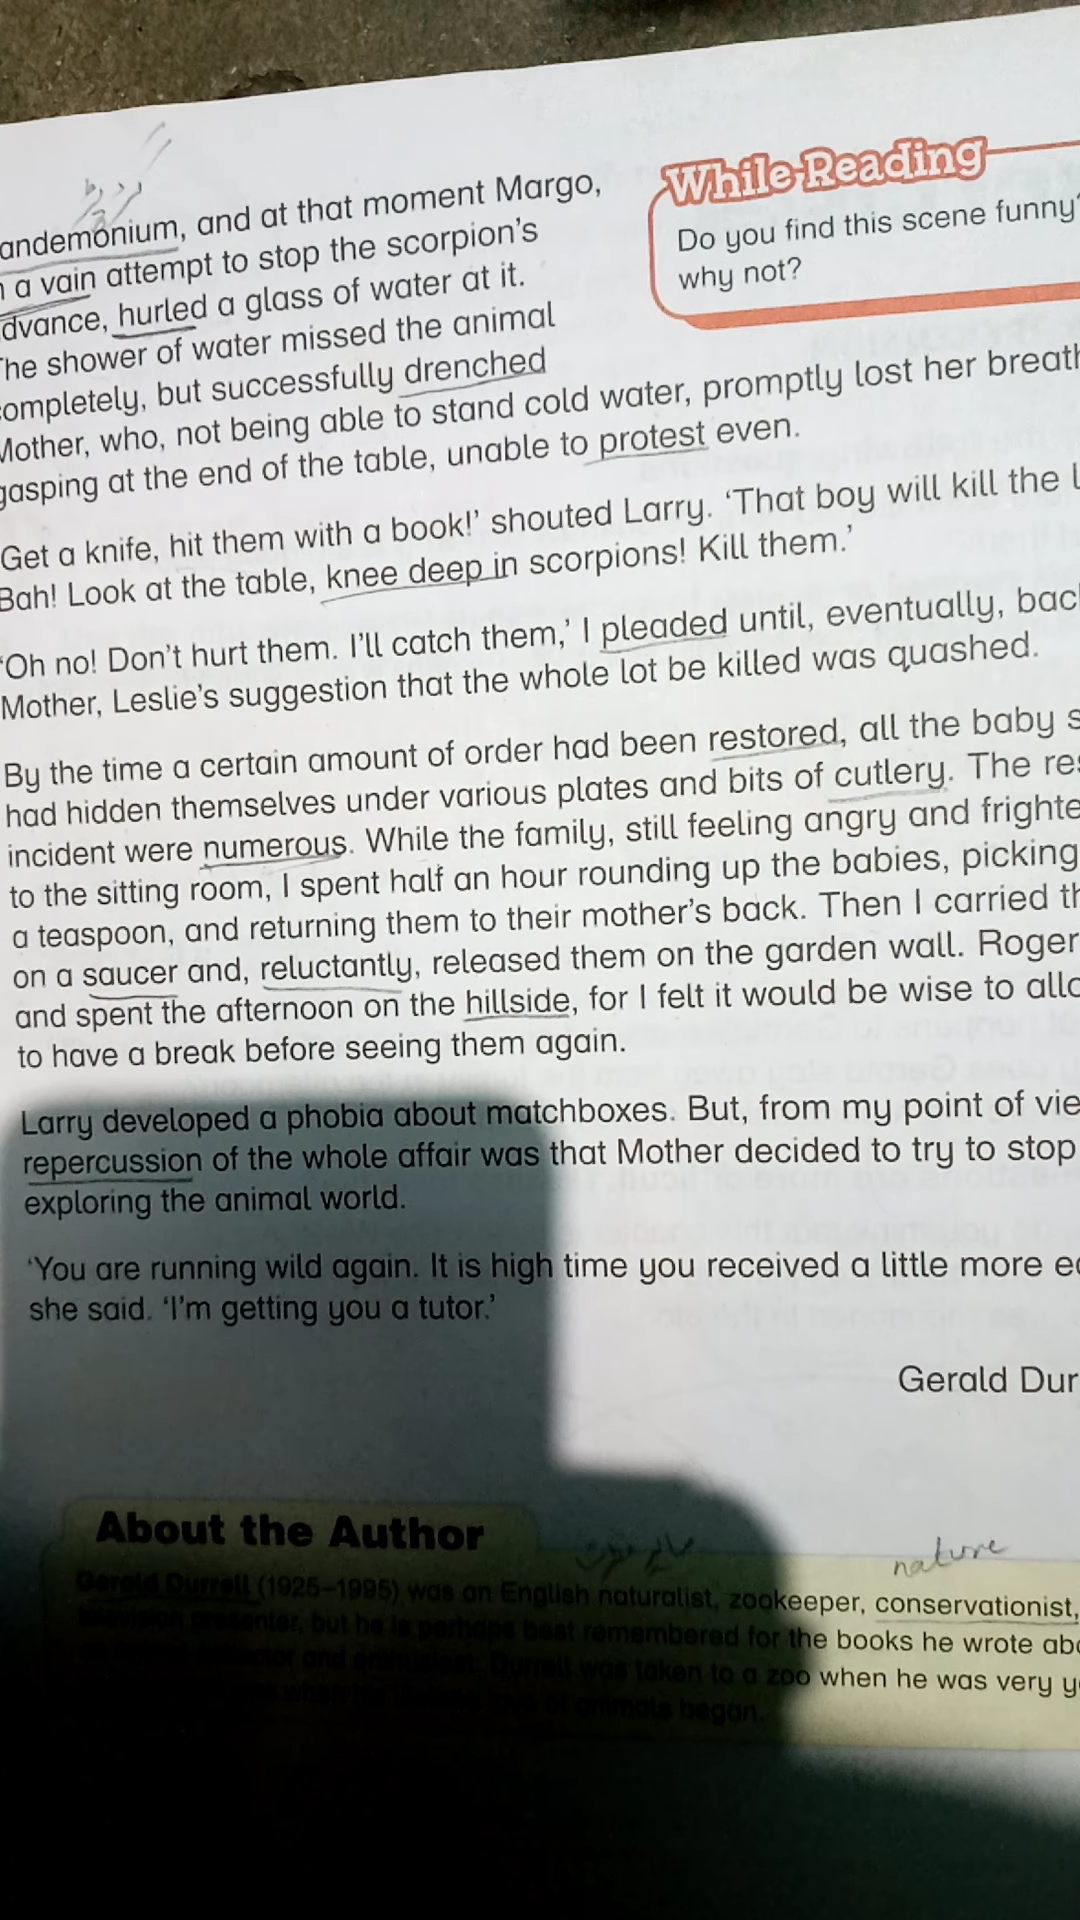 andemonium, and at that moment Margo,
a vain attempt to stop the scorpion's
dvance, hurled a glass of water at it.
The shower of water missed the animal
ompletely, but successfully drenched
Mother, who, not being able to stand cold water, promptly lost her breath
gasping at the end of the table, unable to protest even.
While-Reading
Do you find this scene funny?
why not?
Get a knife, hit them with a book!' shouted Larry. 'That boy will kill the
Bah! Look at the table, knee deep in scorpions! Kill them.'
'Oh no! Don't hurt them. I'll catch them,' I pleaded until, eventually, bac
Mother, Leslie's suggestion that the whole lot be killed was quashed.
By the time a certain amount of order had been restored, all the baby s
had hidden themselves under various plates and bits of cutlery. The res
incident were numerous. While the family, still feeling angry and frighte
to the sitting room, I spent half an hour rounding up the babies, picking
a teaspoon, and returning them to their mother's back. Then I carried th
on a saucer and, reluctantly, released them on the garden wall. Roger
and spent the afternoon on the hillside, for I felt it would be wise to allo
to have a break before seeing them again.
Larry developed a phobia about matchboxes. But, from my point of vie
repercussion of the whole affair was that Mother decided to try to stop
exploring the animal world.
'You are running wild again. It is high time you received a little more ed
she said. 'I'm getting you a tutor.'
Gerald Dur
About the Author
nature
Gerald Durrell (1925–1995) was an English naturalist, zookeeper, conservationist,
television presenter, but he is perhaps best remembered for the books he wrote abo
and enthusiast. Durrell was taken to a zoo when he was very y
when his lifelong love of animals began.